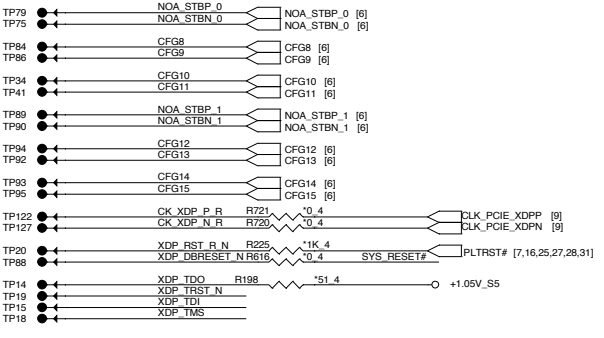 TP79 NOA_STBP_0 NOA_STBP_0 [6]
TP75 NOA_STBN_0 NOA_STBN_0 [6]
TP84 CFG8 CFG8 [6]
TP86 CFG9 CFG9 [6]
TP34 CFG10 CFG10 [6]
TP41 CFG11 CFG11 [6]
TP89 NOA_STBP_1 NOA_STBP_1 [6]
TP90 NOA_STBN_1 NOA_STBN_1 [6]
TP94 CFG12 CFG12 [6]
TP92 CFG13 CFG13 [6]
TP93 CFG14 CFG14 [6]
TP95 CFG15 CFG15 [6]
TP122 CK_XDP_P_R R721 *0_4 CLK_PCIE_XDPP [9]
TP127 CK_XDP_N_R R720 *0_4 CLK_PCIE_XDPN [9]
TP20 XDP_RST_R_N R225 *1K_4 PLTRST# [7,16,25,27,28,31]
TP88 XDP_DBRESET_N R616 *0_4 SYS_RESET#
TP14 XDP_TDO R198 *51_4 +1.05V_S5
TP19 XDP_TRST_N
TP15 XDP_TDI
TP18 XDP_TMS